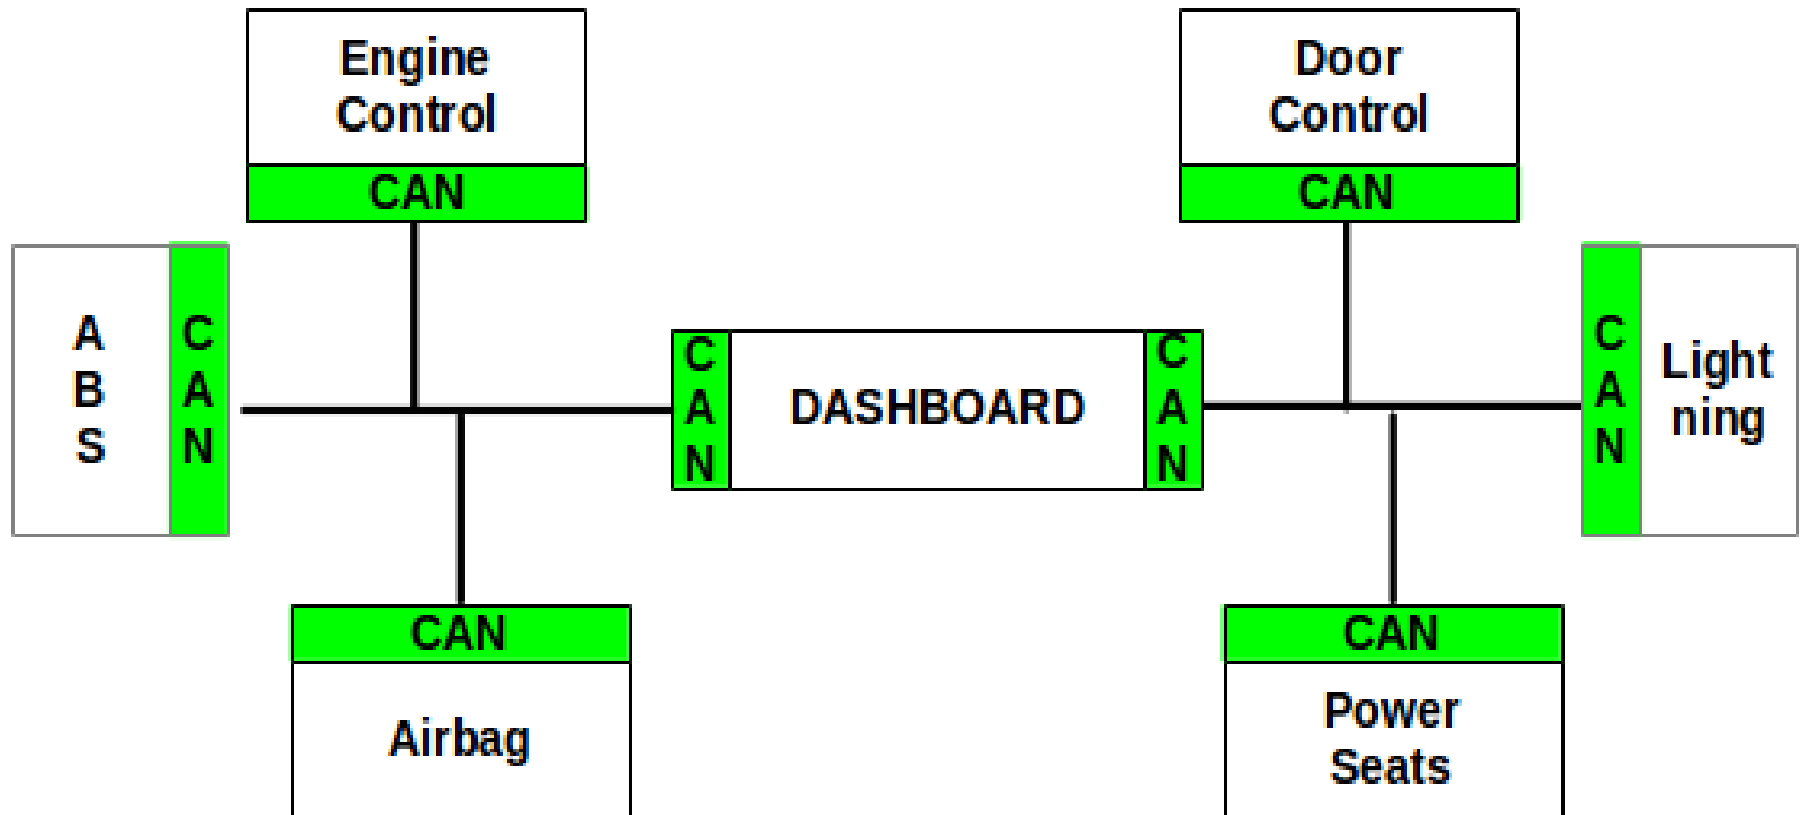 Engine
Control
CAN
Door
Control
CAN
A
B
S
C
A
N
C
A
N
DASHBOARD
C
A
N
C
A
N
Light
ning
CAN
Airbag
CAN
Power
Seats